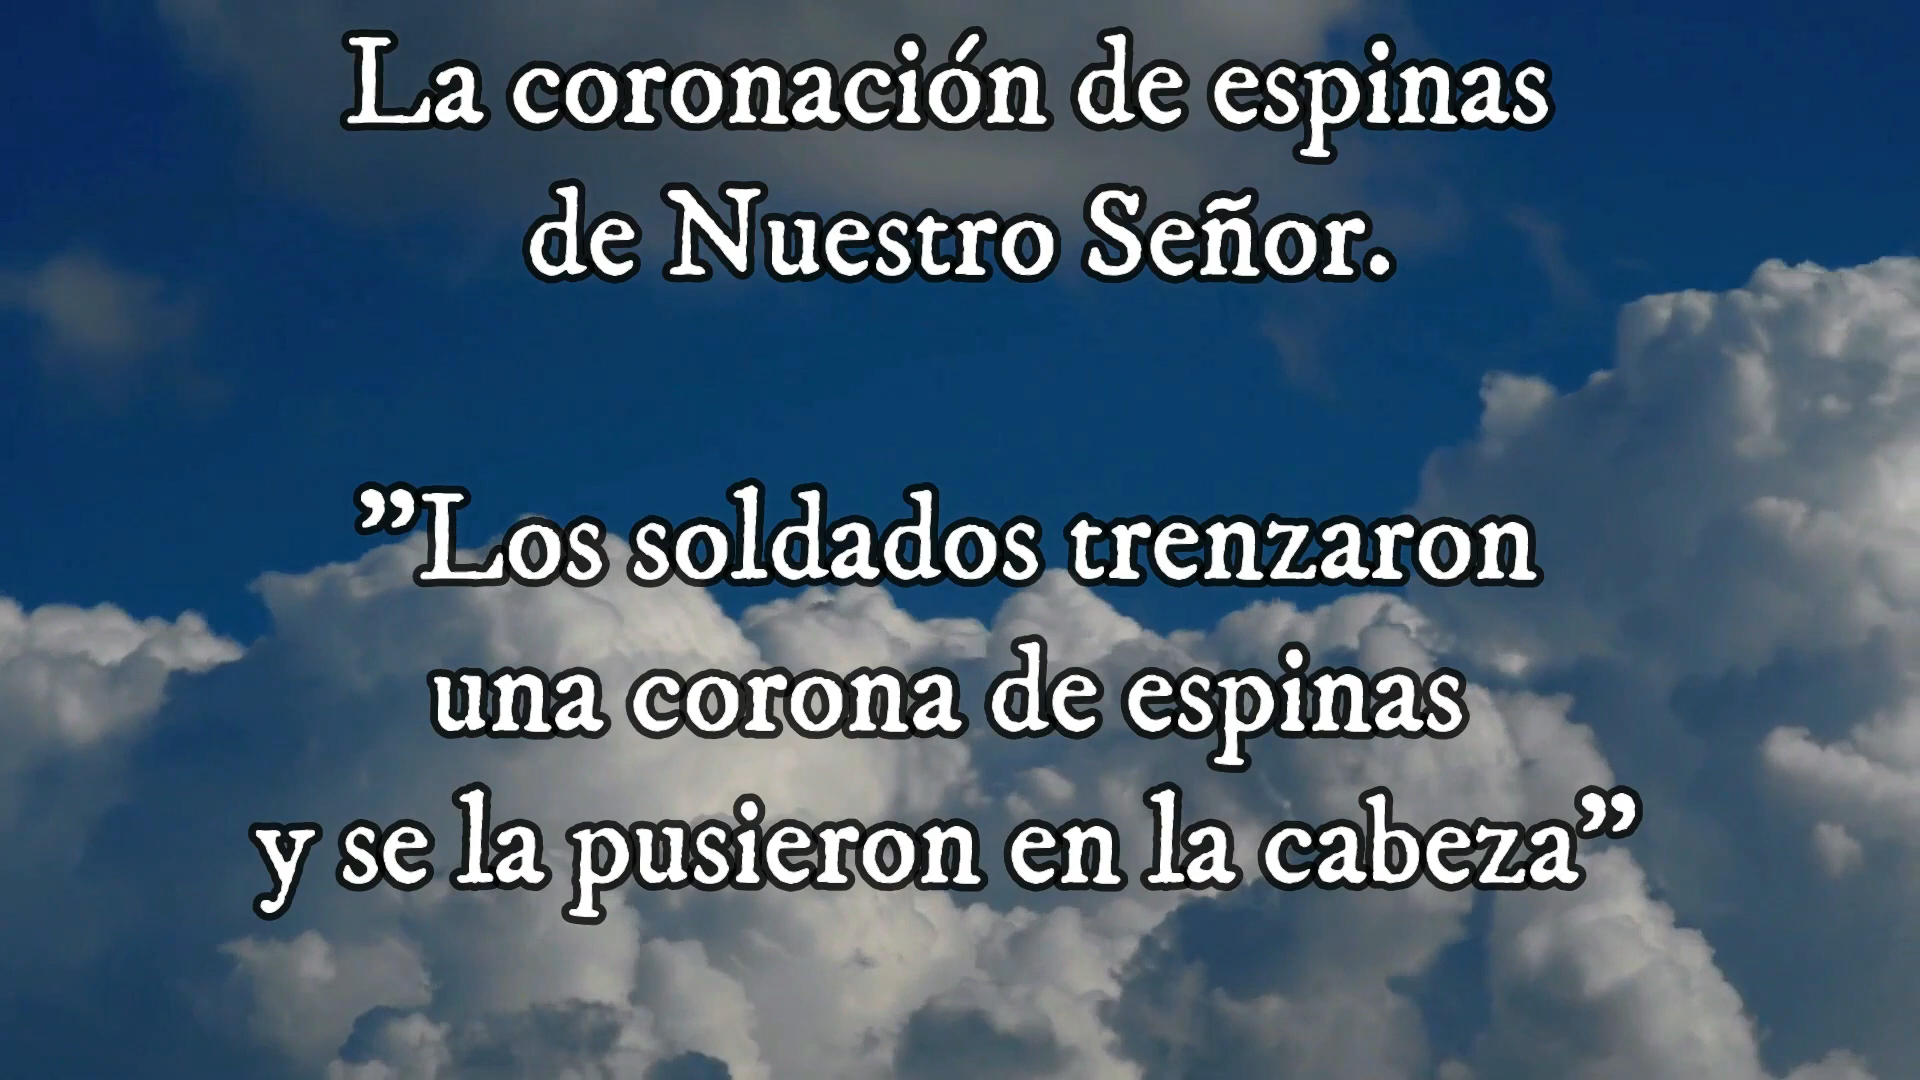 La coronación de espinas
de Nuestro Señor.
”Los soldados trenzaron
una corona de espinas
y se la pusieron en la cabeza”